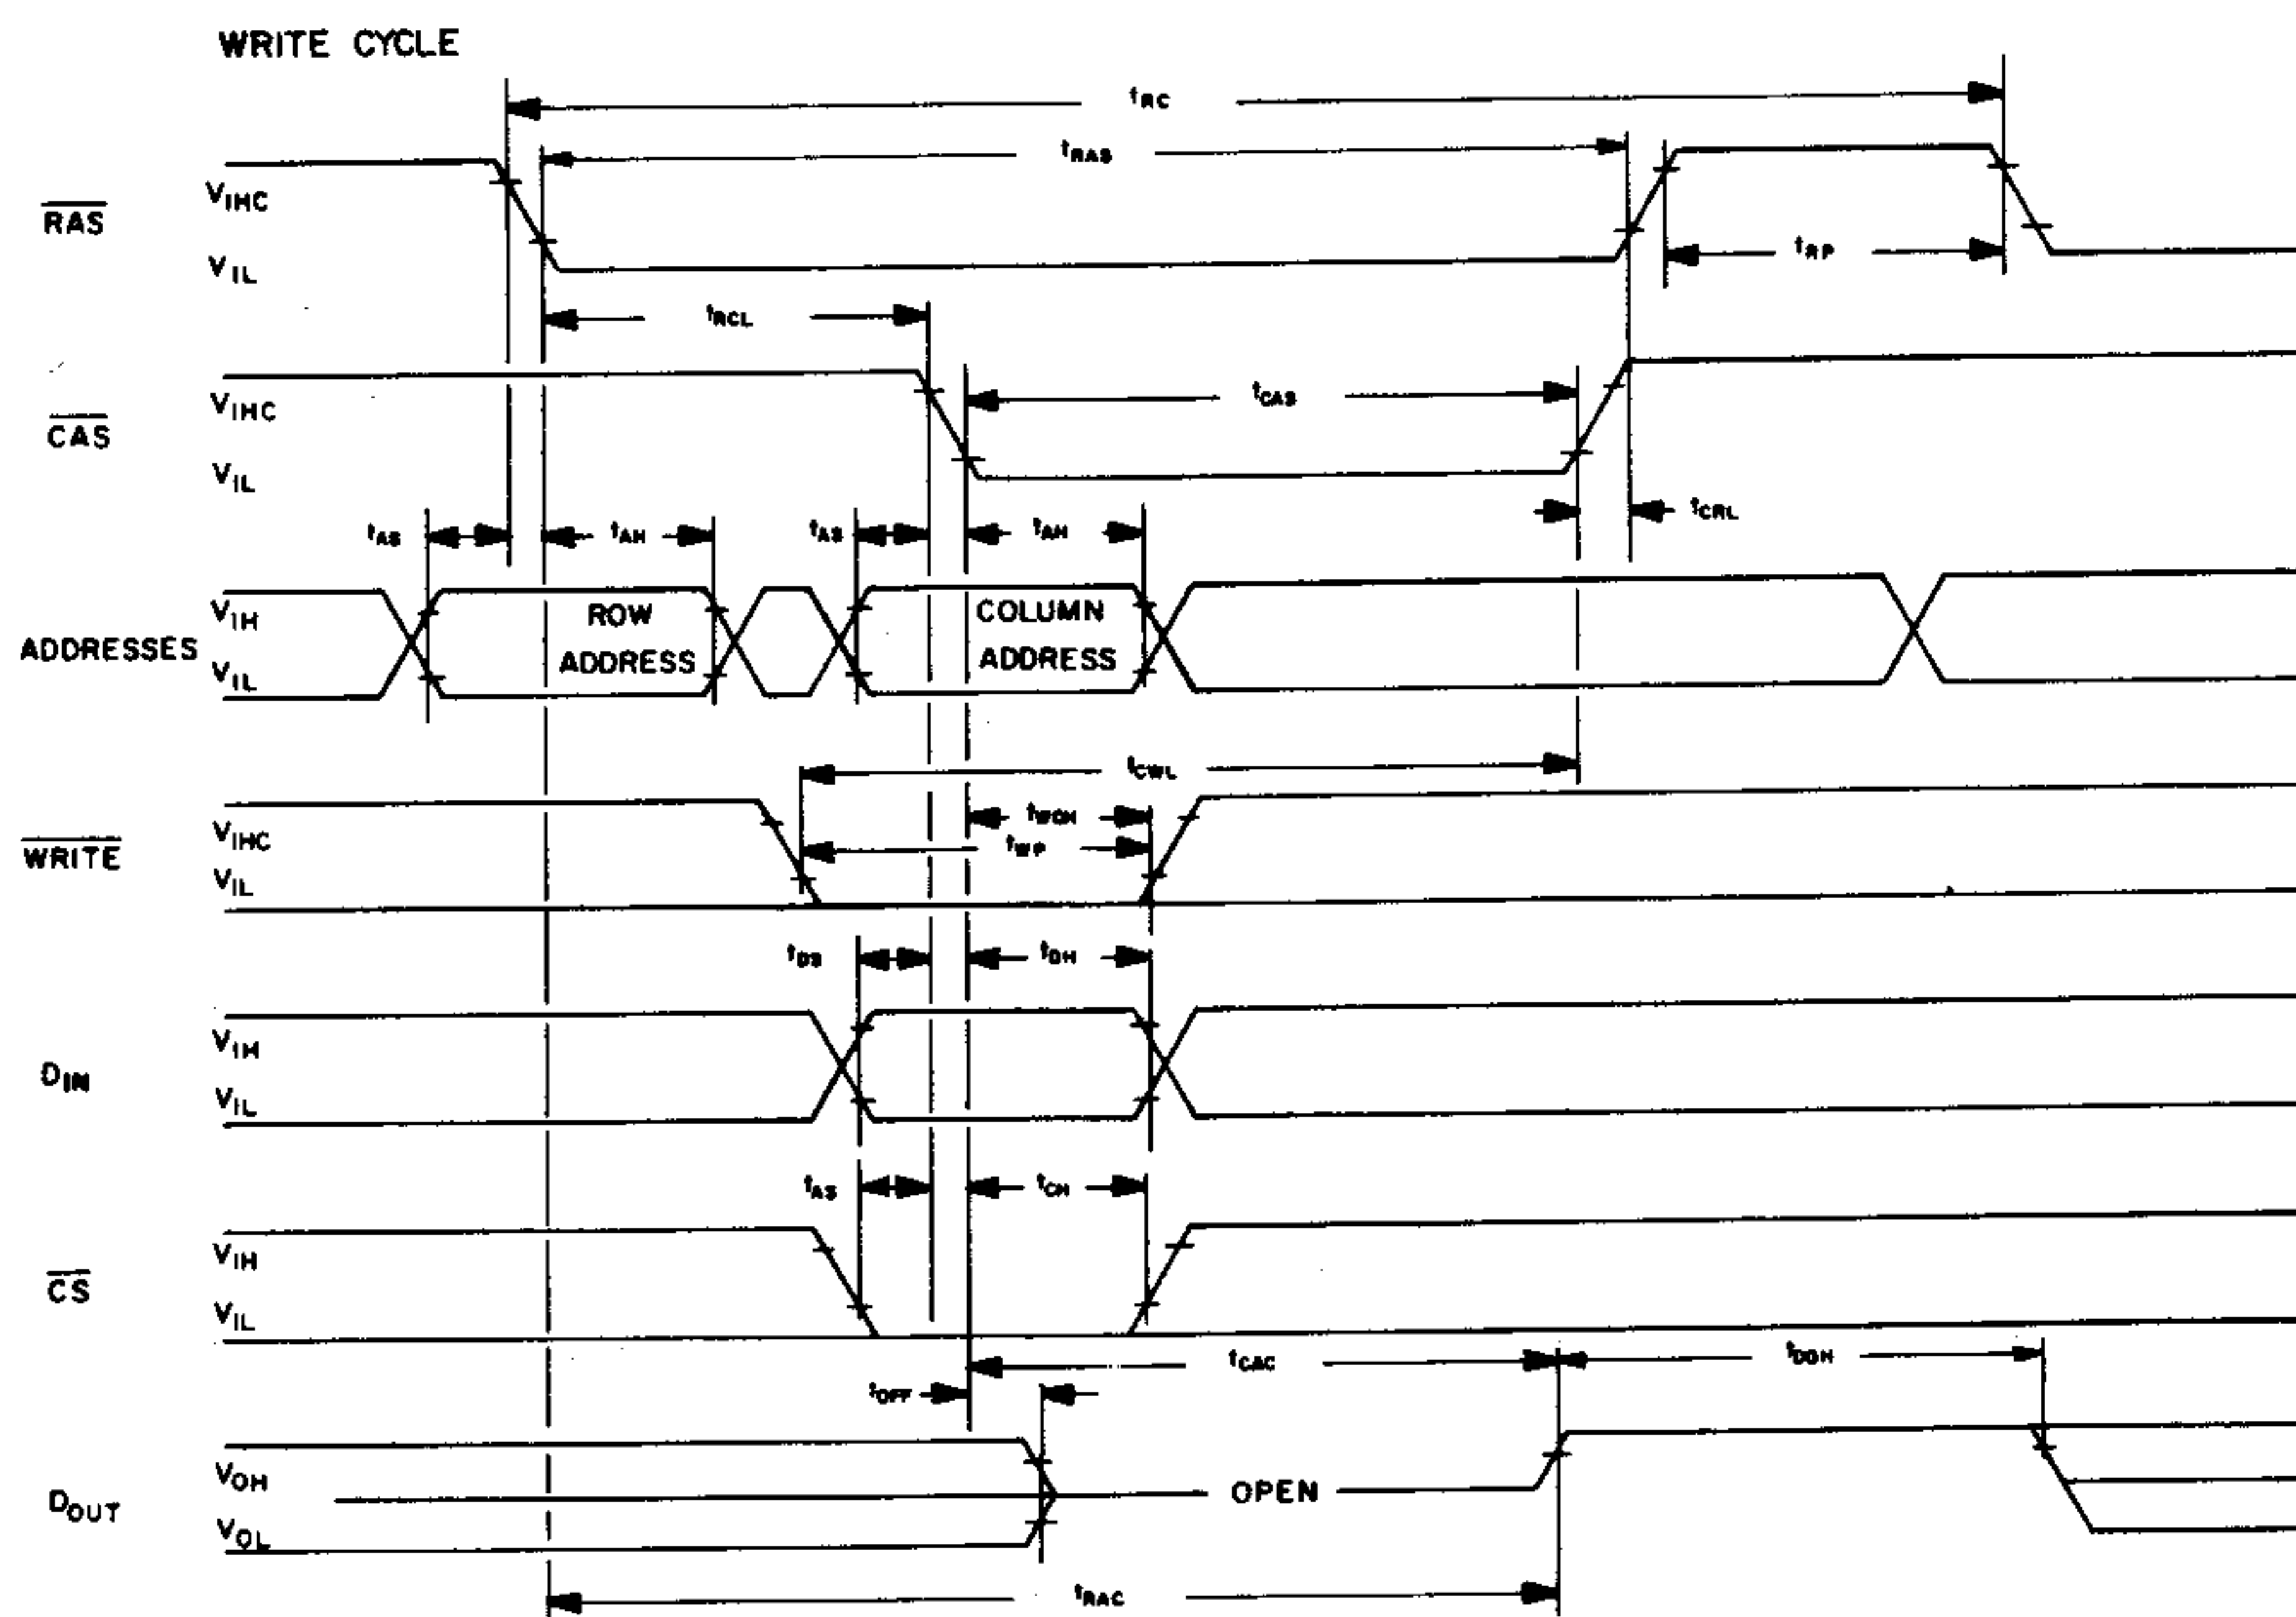 WRITE CYCLE
tRC
tRAS
RAS
VIHC
VIL
tRP
tRCL
CAS
VIHC
VIL
tCAS
tCRL
tAS
tAH
tAS
tAH
ADDRESSES
VIH
VIL
ROW
ADDRESS
COLUMN
ADDRESS
tCWL
WRITE
VIHC
VIL
tWCH
tWP
tDS
tDH
DIN
VIH
VIL
tAS
tCH
CS
VIH
VIL
tCAC
tDOH
tOFF
DOUT
VOH
VOL
OPEN
tRAC